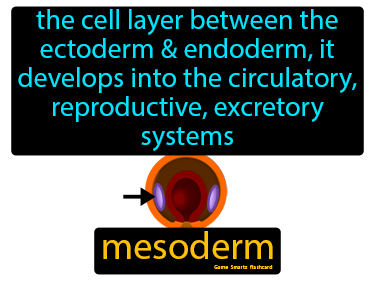 the cell layer between the
ectoderm & endoderm, it
develops into the circulatory,
reproductive, excretory
systems
mesoderm
Game Smartz flashcard